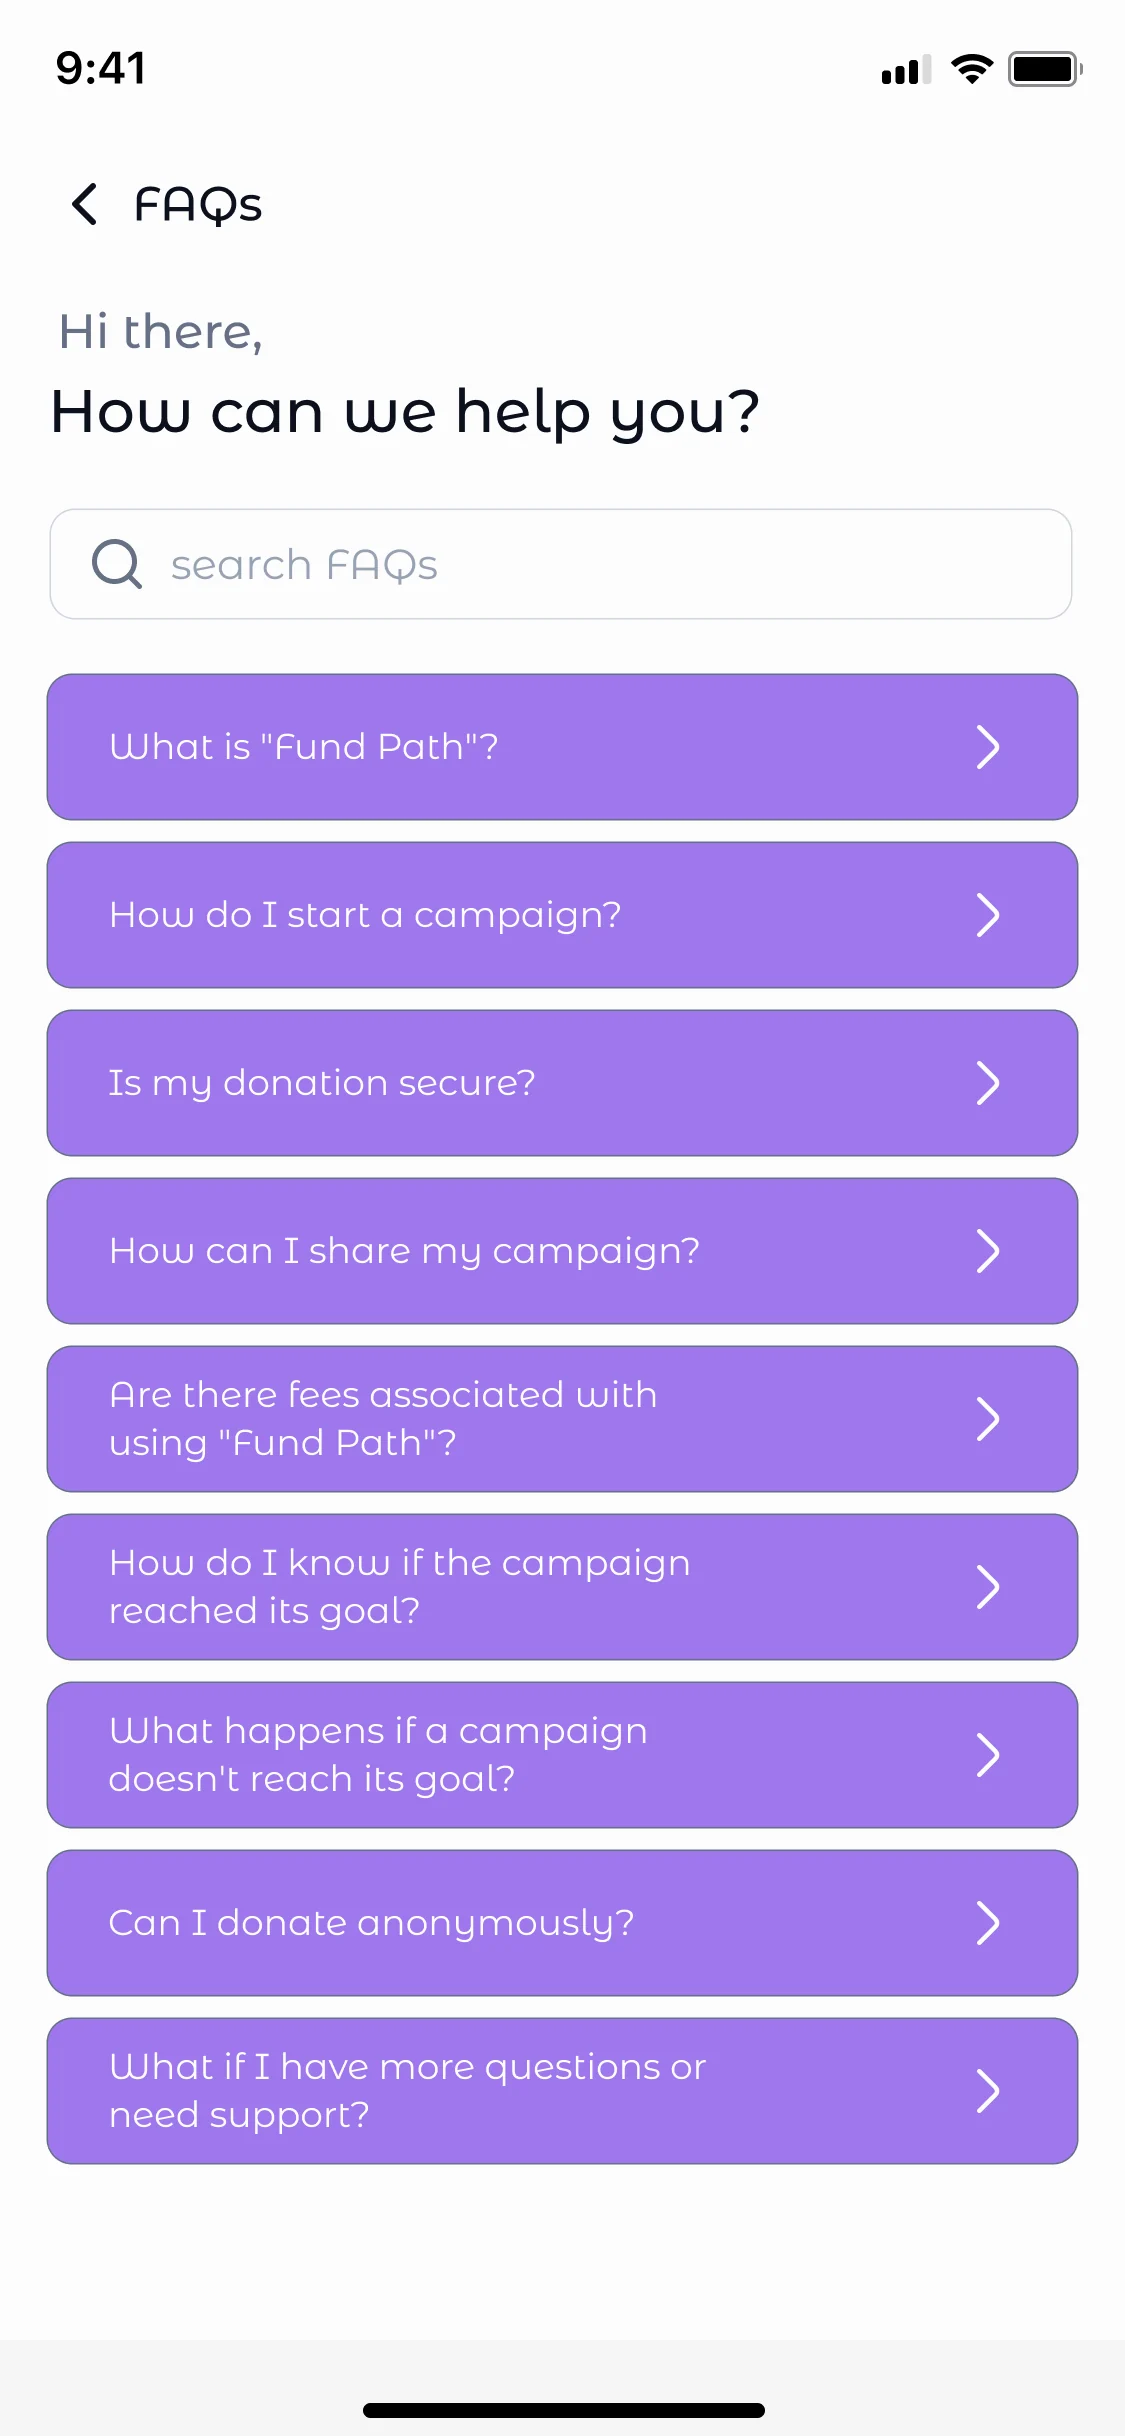 9:41
FAQs
Hi there,
How can we help you?
search FAQs
What is "Fund Path"?
How do I start a campaign?
Is my donation secure?
How can I share my campaign?
Are there fees associated with
using "Fund Path"?
How do I know if the campaign
reached its goal?
What happens if a campaign
doesn't reach its goal?
Can I donate anonymously?
What if I have more questions or
need support?